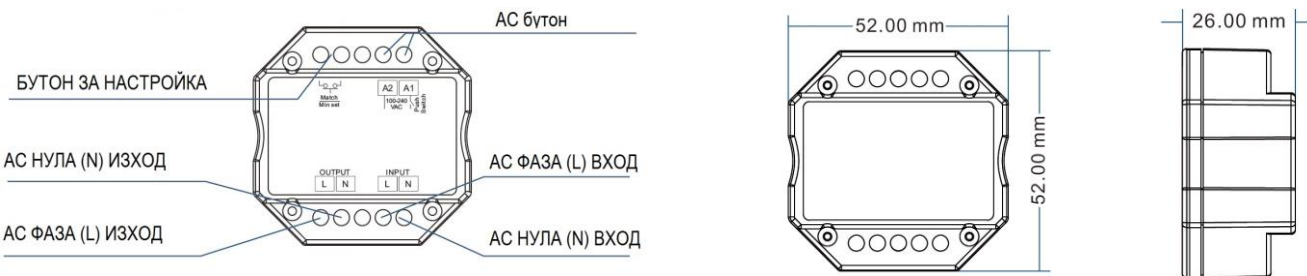 АС бутон
БУТОН ЗА НАСТРОЙКА
АС НУЛА (N) ИЗХОД
АС ФАЗА (L) ИЗХОД
Match
Min set
A2 A1
100-240
VAC
Push
Switch
OUTPUT
L N
INPUT
L N
АС ФАЗА (L) ВХОД
АС НУЛА (N) ВХОД
52.00 mm
52.00 mm
26.00 mm